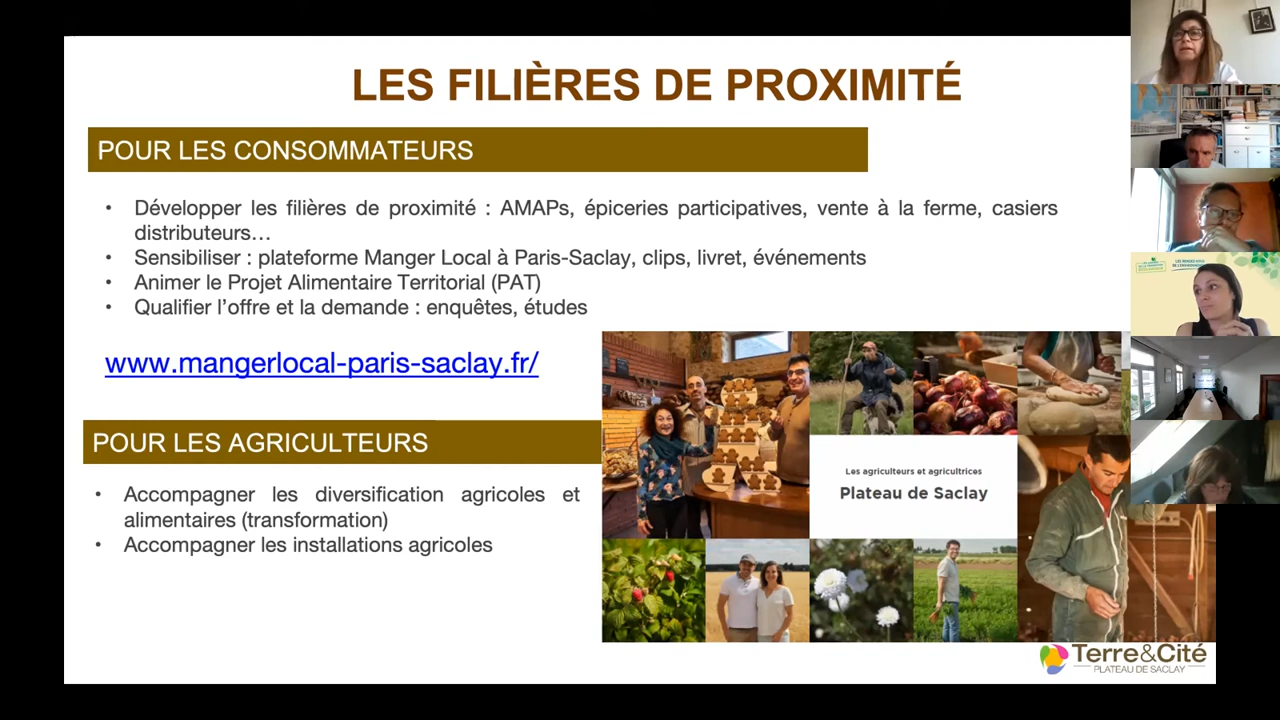 LES FILIÈRES DE PROXIMITÉ
POUR LES CONSOMMATEURS
• Développer les filières de proximité : AMAPs, épiceries participatives, vente à la ferme, casiers
distributeurs…
• Sensibiliser : plateforme Manger Local à Paris-Saclay, clips, livret, événements
• Animer le Projet Alimentaire Territorial (PAT)
• Qualifier l’offre et la demande : enquêtes, études
www.mangerlocal-paris-saclay.fr/
POUR LES AGRICULTEURS
• Accompagner les diversification agricoles et
alimentaires (transformation)
• Accompagner les installations agricoles
Les agriculteurs et agricultrices
Plateau de Saclay
Terre&Cité
PLATEAU DE SACLAY